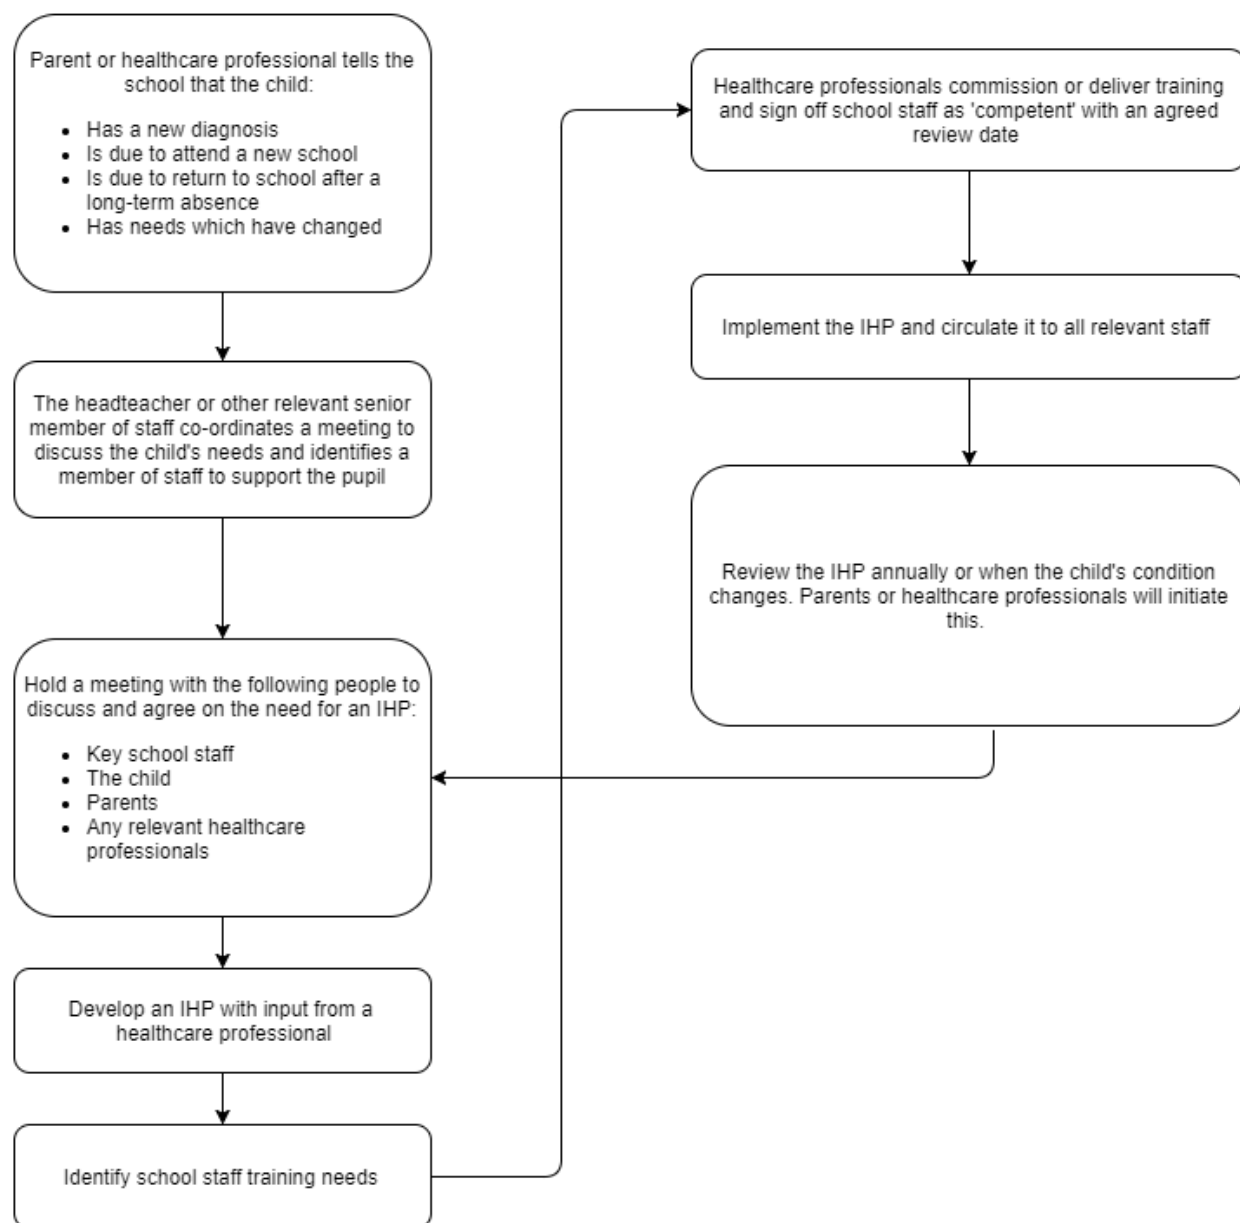 Parent or healthcare professional tells the
school that the child:
• Has a new diagnosis
• Is due to attend a new school
• Is due to return to school after a
long-term absence
• Has needs which have changed
The headteacher or other relevant senior
member of staff co-ordinates a meeting to
discuss the child's needs and identifies a
member of staff to support the pupil
Hold a meeting with the following people to
discuss and agree on the need for an IHP:
• Key school staff
• The child
• Parents
• Any relevant healthcare
professionals
Develop an IHP with input from a
healthcare professional
Identify school staff training needs
Healthcare professionals commission or deliver training
and sign off school staff as 'competent' with an agreed
review date
Implement the IHP and circulate it to all relevant staff
Review the IHP annually or when the child's condition
changes. Parents or healthcare professionals will initiate
this.